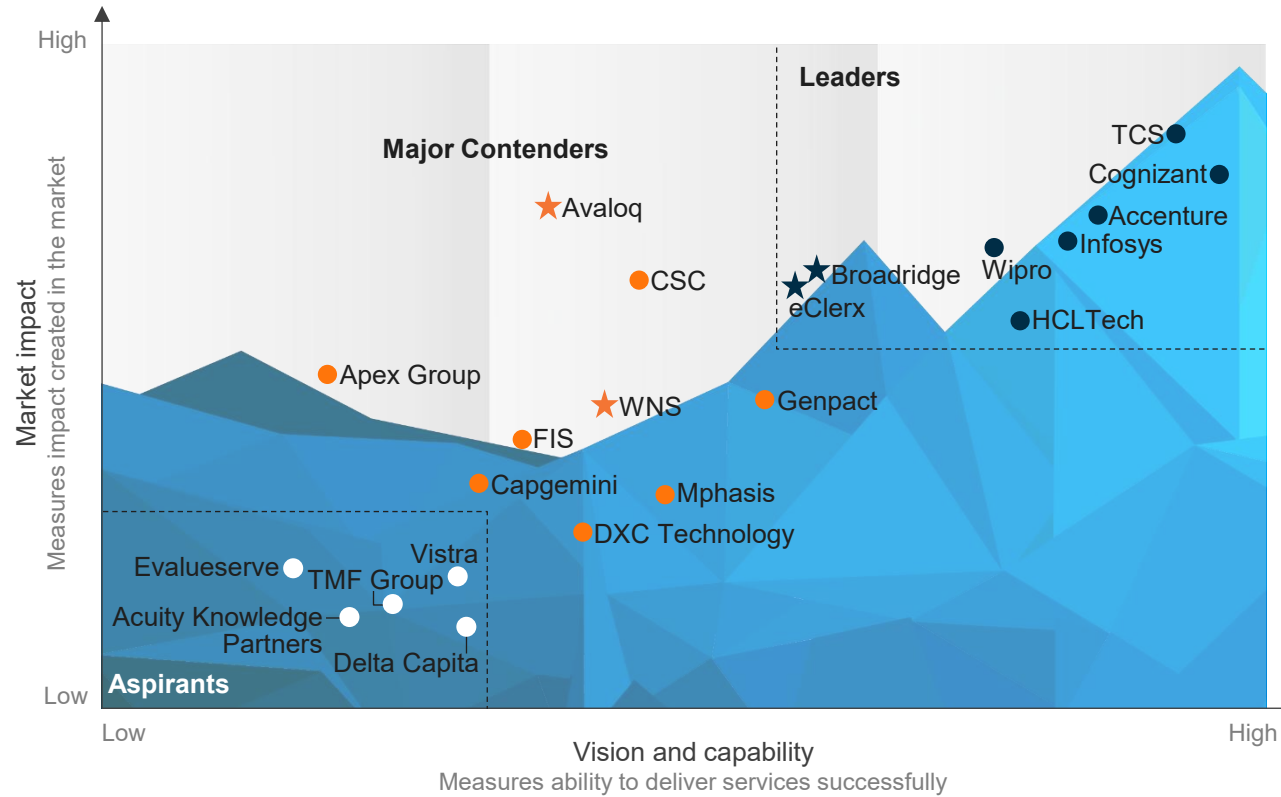 High
Leaders
TCS
Major Contenders
Cognizant
Avaloq
Accenture
Infosys
Wipro
Broadridge
CSC
eClerx
HCLTech
Apex Group
WNS
Genpact
FIS
Capgemini
Mphasis
DXC Technology
Vistra
Evalueserve
TMF Group
Acuity Knowledge
Partners
Delta Capita
Aspirants
Market impact
Measures impact created in the market
Low
Low
High
Vision and capability
Measures ability to deliver services successfully